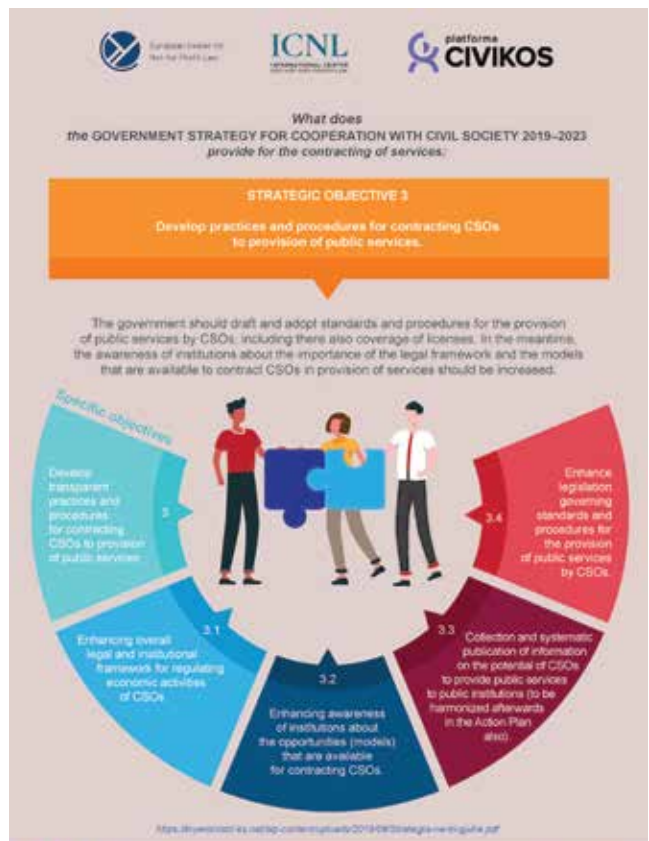 European Center for
Not-for-Profit Law
ICNL
INTERNATIONAL CENTER
FOR NOT-FOR-PROFIT LAW
platforma
CIVIKOS
What does
the GOVERNMENT STRATEGY FOR COOPERATION WITH CIVIL SOCIETY 2019–2023
provide for the contracting of services:
STRATEGIC OBJECTIVE 3
Develop practices and procedures for contracting CSOs
to provision of public services.
The government should draft and adopt standards and procedures for the provision
of public services by CSOs, including there also coverage of licenses. In the meantime,
the awareness of institutions about the importance of the legal framework and the models
that are available to contract CSOs in provision of services should be increased.
Specific objectives
Develop
transparent
practices and
procedures
for contracting
CSOs to provision
of public services
3
3.1
Enhancing overall
legal and institutional
framework for regulating
economic activities
of CSOs
3.2
Enhancing awareness
of institutions about
the opportunities (models)
that are available
for contracting CSOs.
3.3
Collection and systematic
publication of information
on the potential of CSOs
to provide public services
to public institutions (to be
harmonized afterwards
in the Action Plan
also).
3.4
Enhance
legislation
governing
standards and
procedures for
the provision
of public services
by CSOs.